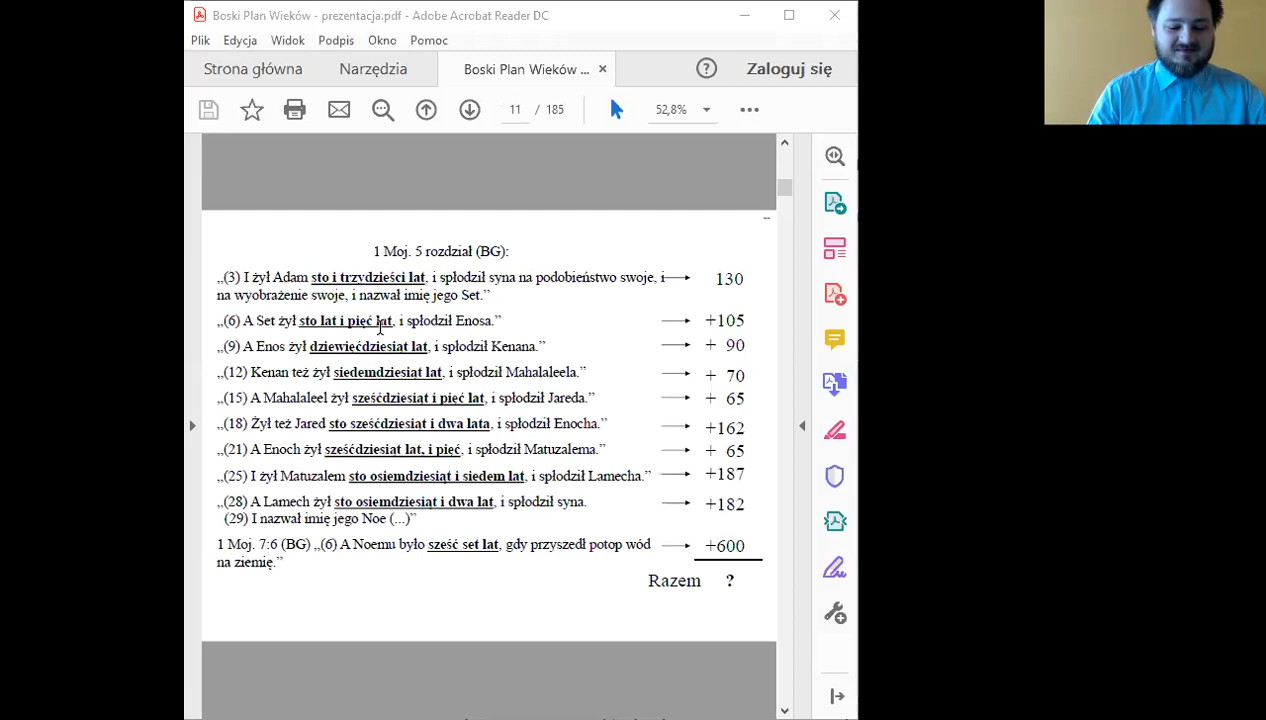 Boski Plan Wieków - prezentacja.pdf - Adobe Acrobat Reader DC
Plik Edycja Widok Podpis Okno Pomoc
Strona główna Narzędzia Boski Plan Wieków ... × Zaloguj się
11 / 185 52,8%
--
1 Moj. 5 rozdział (BG):
„(3) I żył Adam sto i trzydzieści lat, i spłodził syna na podobieństwo swoje, i 130
na wyobrażenie swoje, i nazwał imię jego Set.”
„(6) A Set żył sto lat i pięć lat, i spłodził Enosa.” +105
„(9) A Enos żył dziewięćdziesiąt lat, i spłodził Kenana.” + 90
„(12) Kenan też żył siedemdziesiąt lat, i spłodził Mahalaleela.” + 70
„(15) A Mahalaleel żył sześćdziesiąt i pięć lat, i spłodził Jareda.” + 65
„(18) Żył też Jared sto sześćdziesiąt i dwa lata, i spłodził Enocha.” +162
„(21) A Enoch żył sześćdziesiąt lat, i pięć, i spłodził Matuzalema.” + 65
„(25) I żył Matuzalem sto osiemdziesiąt i siedem lat, i spłodził Lamecha.” +187
„(28) A Lamech żył sto osiemdziesiąt i dwa lat, i spłodził syna. +182
(29) I nazwał imię jego Noe (...)”
1 Moj. 7:6 (BG) „(6) A Noemu było sześć set lat, gdy przyszedł potop wód +600
na ziemię.”
Razem ?